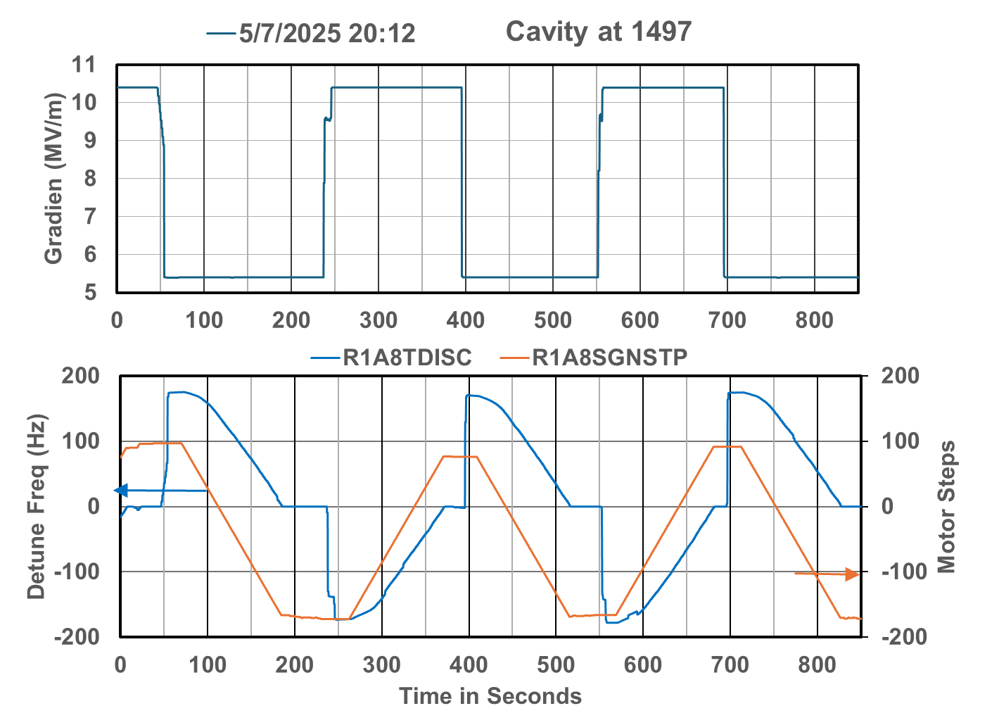 5/7/2025 20:12 Cavity at 1497
11
10
9
8
7
6
5
Gradien (MV/m)
0 100 200 300 400 500 600 700 800
R1A8TDISC R1A8SGNSTP
200 200
100 100
0 0
-100 -100
-200 -200
Detune Freq (Hz)
Motor Steps
0 100 200 300 400 500 600 700 800
Time in Seconds